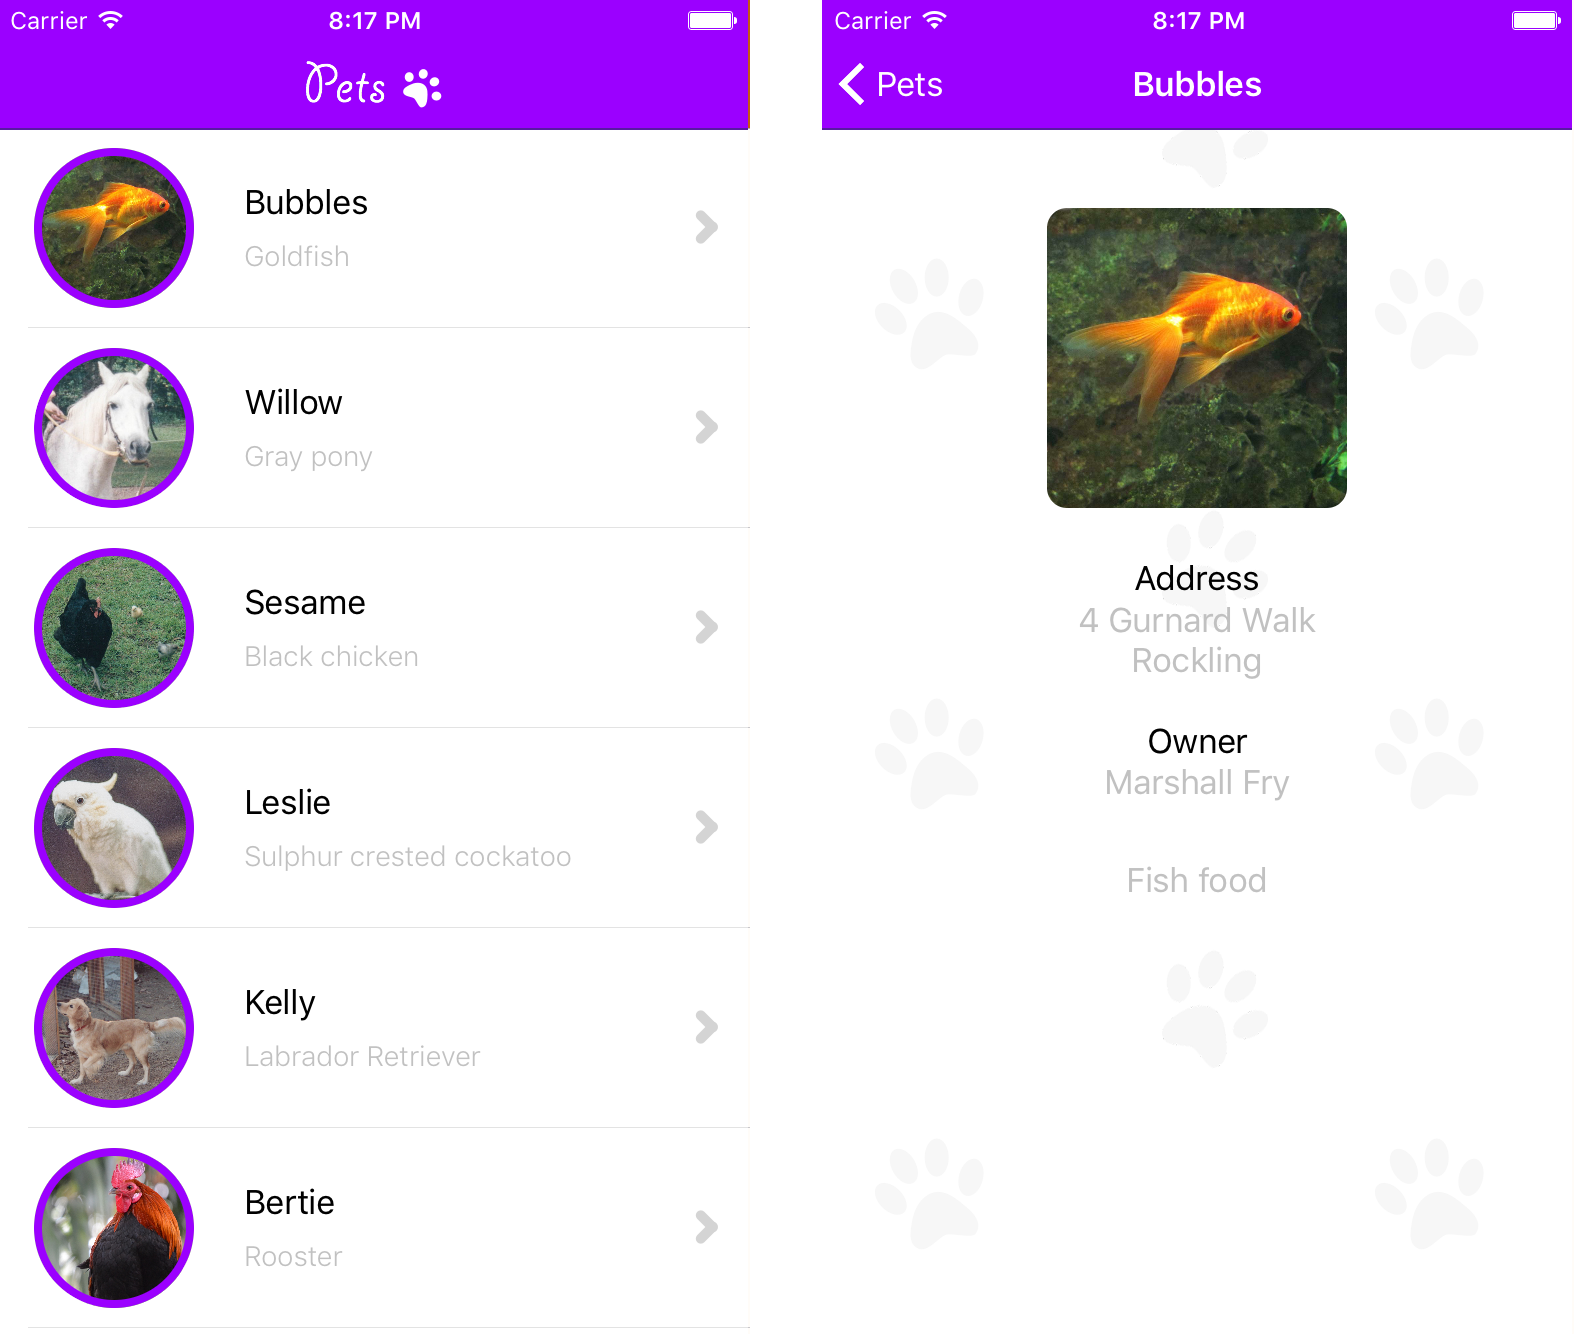 Carrier 8:17 PM
Pets
Bubbles
Goldfish
Willow
Gray pony
Sesame
Black chicken
Leslie
Sulphur crested cockatoo
Kelly
Labrador Retriever
Bertie
Rooster
Carrier 8:17 PM
Pets Bubbles
Address
4 Gurnard Walk
Rockling
Owner
Marshall Fry
Fish food